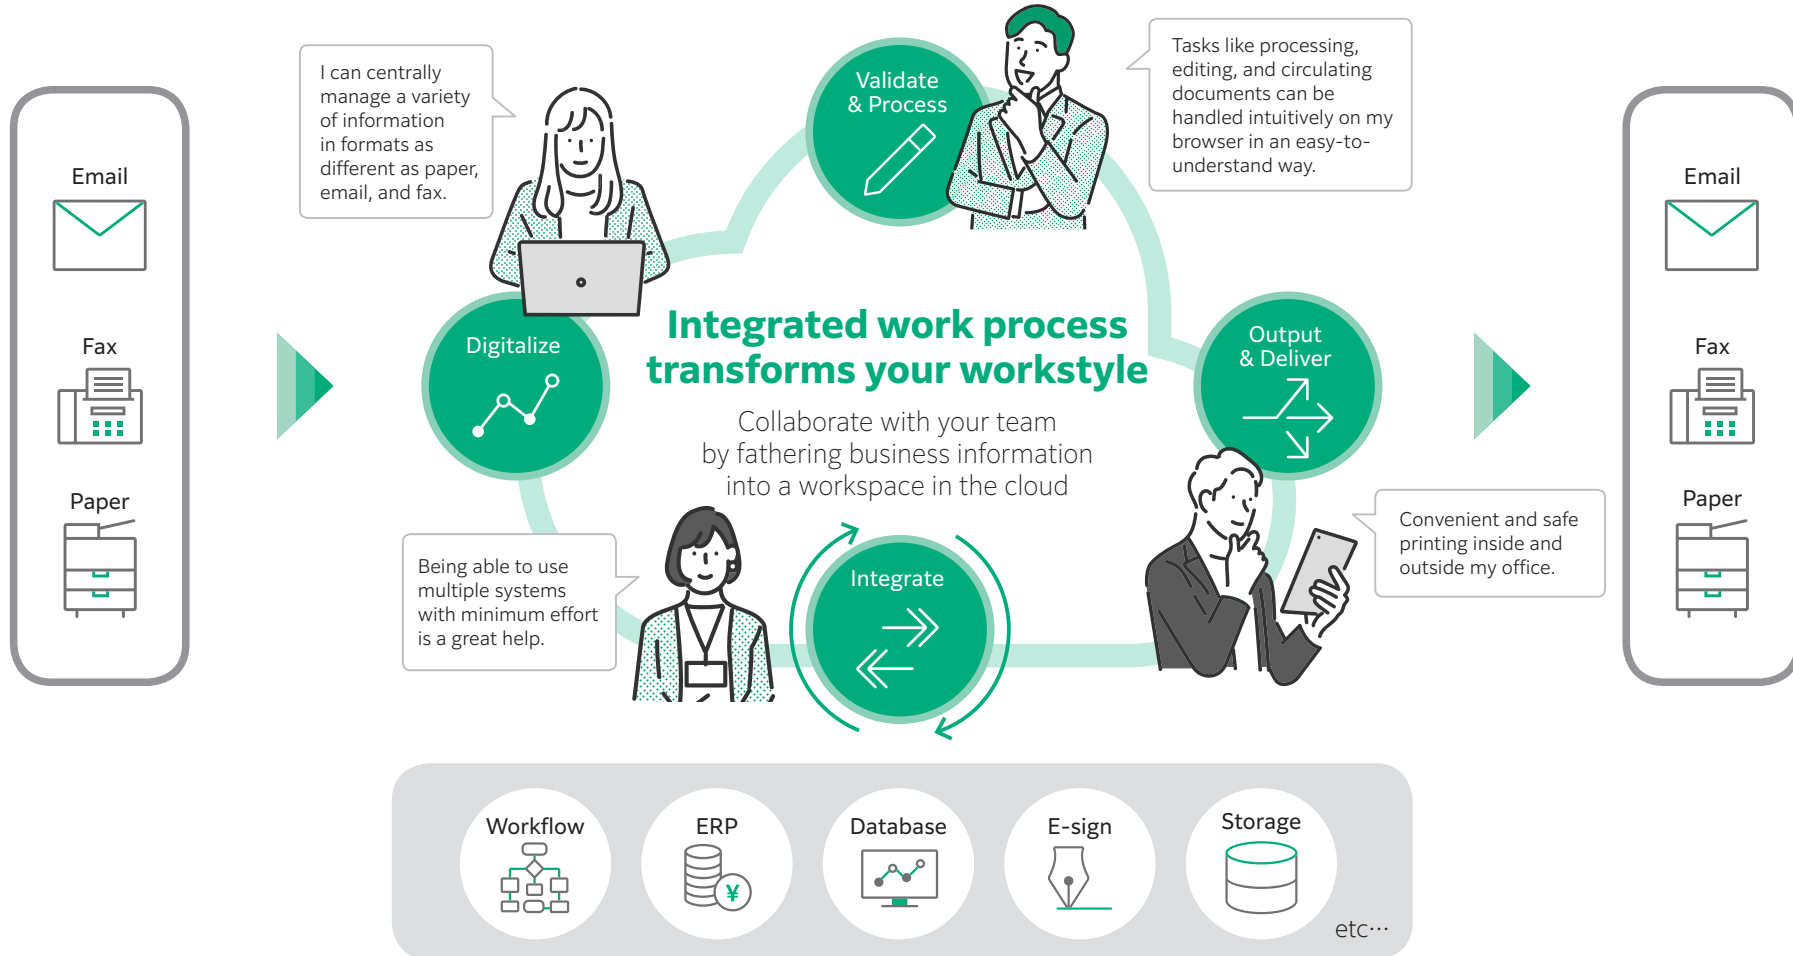 Email
Fax
Paper
I can centrally
manage a variety
of information
in formats as
different as paper,
email, and fax.
Validate
& Process
Tasks like processing,
editing, and circulating
documents can be
handled intuitively on my
browser in an easy-to-
understand way.
Digitalize
Integrated work process
transforms your workstyle
Collaborate with your team
by fathering business information
into a workspace in the cloud
Output
& Deliver
Being able to use
multiple systems
with minimum effort
is a great help.
Integrate
Convenient and safe
printing inside and
outside my office.
Email
Fax
Paper
Workflow
ERP
¥
Database
E-sign
Storage
etc…